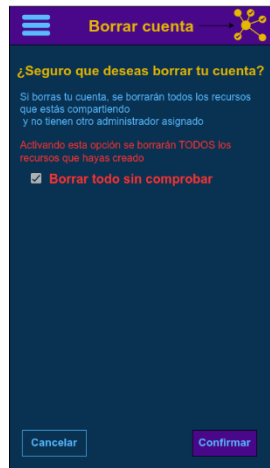 Borrar cuenta
¿Seguro que deseas borrar tu cuenta?
Si borras tu cuenta, se borrarán todos los recursos
que estás compartiendo
y no tienen otro administrador asignado
Activando esta opción se borrarán TODOS los
recursos que hayas creado
Borrar todo sin comprobar
Cancelar
Confirmar